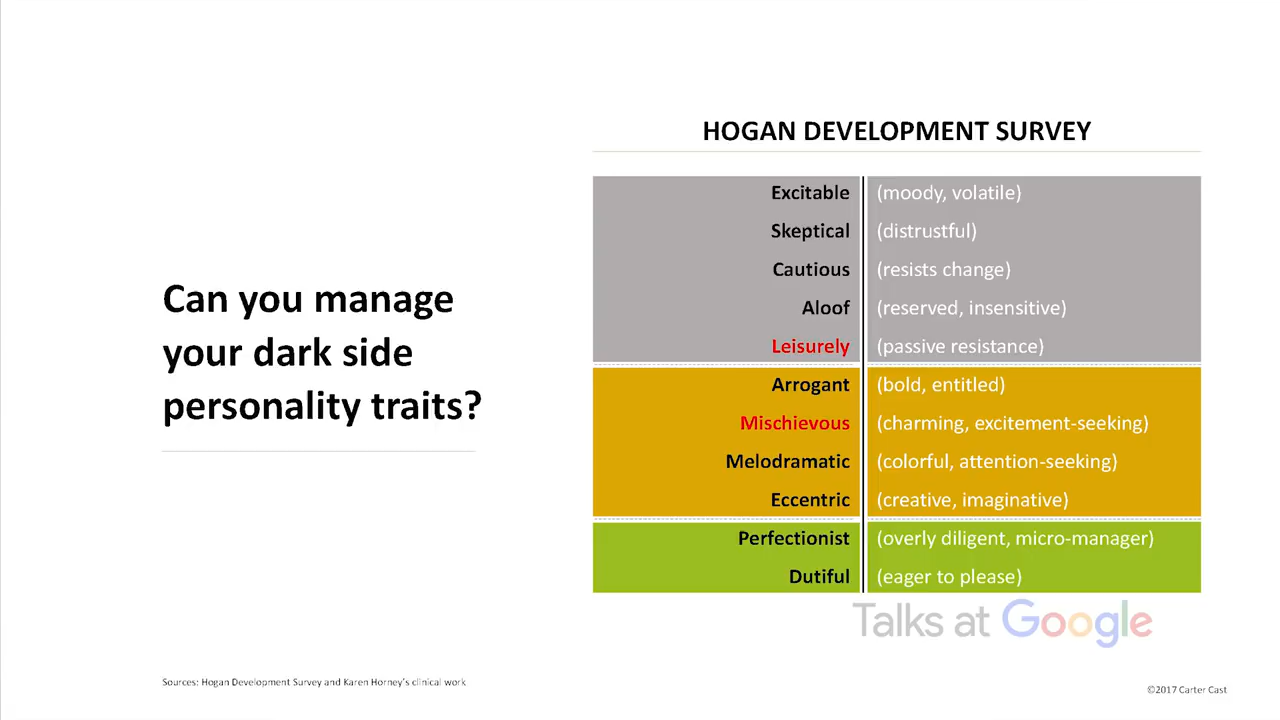 HOGAN DEVELOPMENT SURVEY
Can you manage
your dark side
personality traits?
Excitable (moody, volatile)
Skeptical (distrustful)
Cautious (resists change)
Aloof (reserved, insensitive)
Leisurely (passive resistance)
Arrogant (bold, entitled)
Mischievous (charming, excitement-seeking)
Melodramatic (colorful, attention-seeking)
Eccentric (creative, imaginative)
Perfectionist (overly diligent, micro-manager)
Dutiful (eager to please)
Talks at Google
Sources: Hogan Development Survey and Karen Horney's clinical work
©2017 Carter Cast